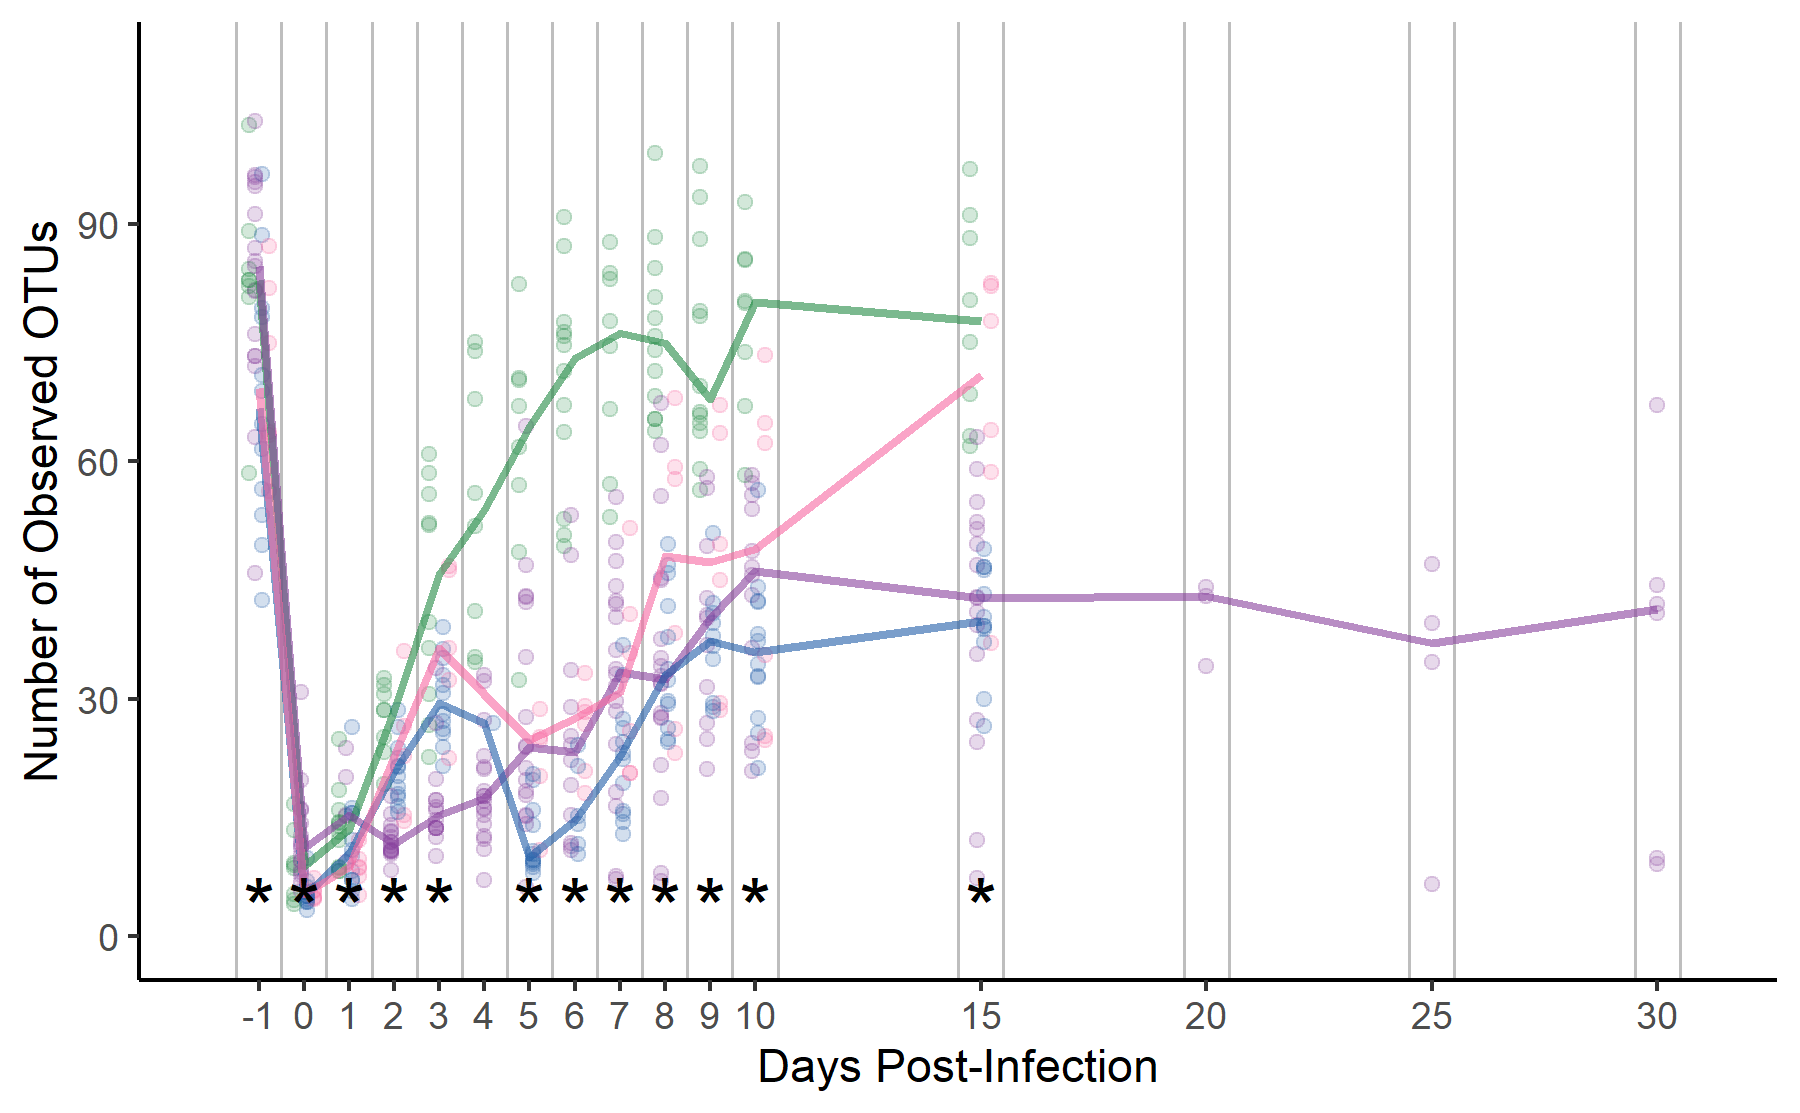 Number of Observed OTUs
90
60
30
0
* * * * * * * * * * * *
-1 0 1 2 3 4 5 6 7 8 9 10 15 20 25 30
Days Post-Infection